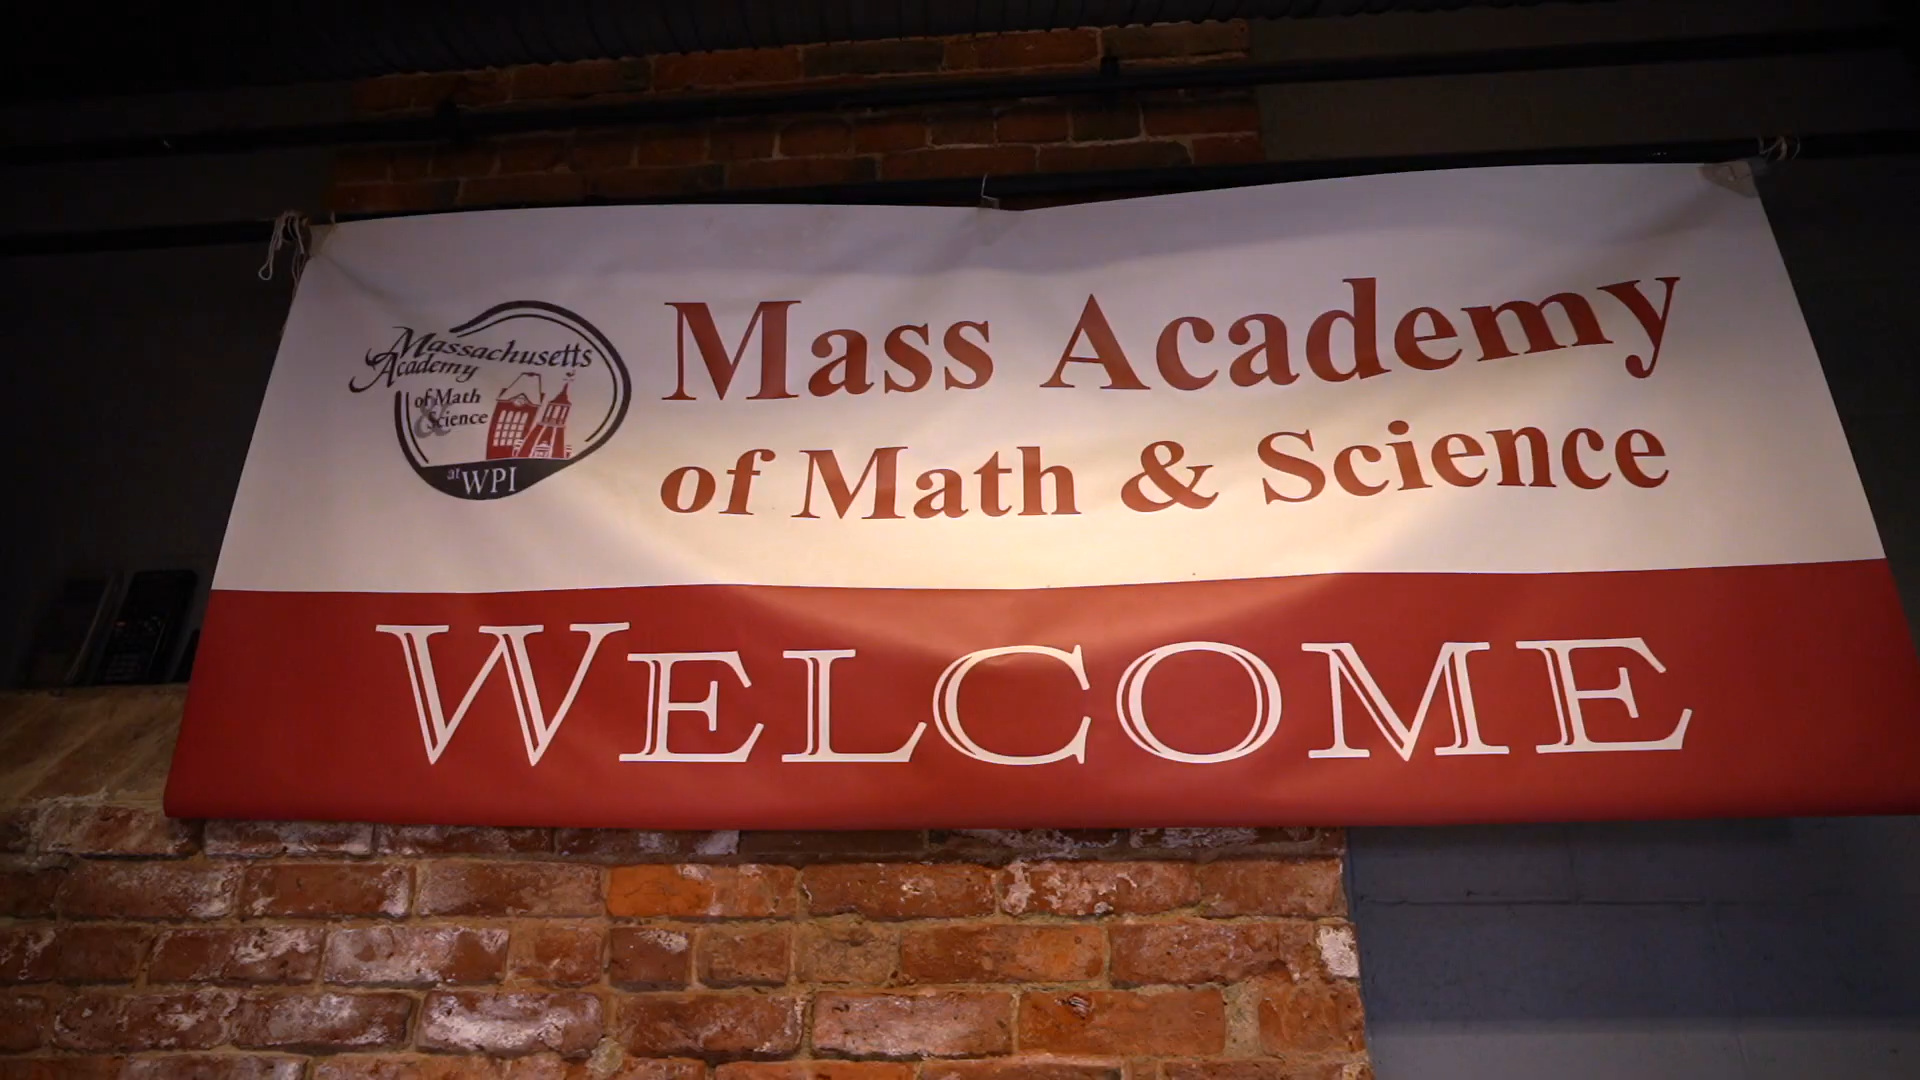 Massachusetts
Academy
of Math
& Science
at WPI
Mass Academy
of Math & Science
WELCOME